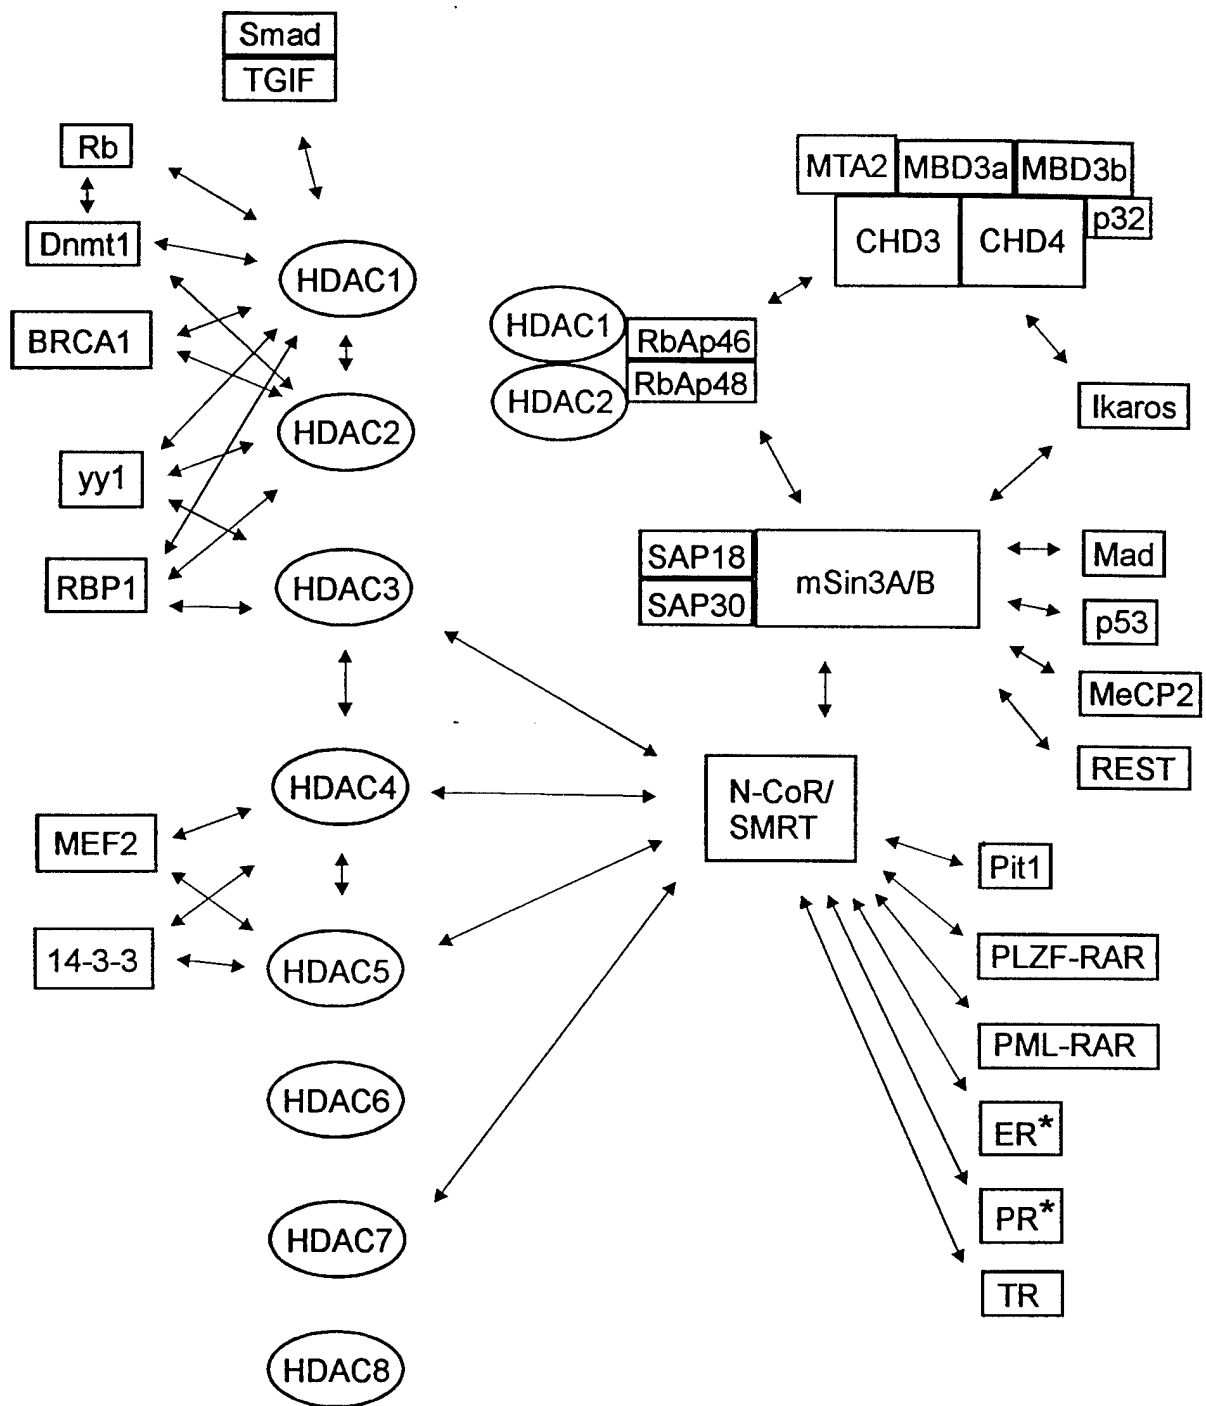 Smad
TGIF
Rb
Dnmt1
BRCA1
yy1
RBP1
MEF2
14-3-3
HDAC1
HDAC2
HDAC3
HDAC4
HDAC5
HDAC6
HDAC7
HDAC8
MTA2
MBD3a
MBD3b
CHD3
CHD4
p32
HDAC1
HDAC2
RbAp46
RbAp48
Ikaros
SAP18
SAP30
mSin3A/B
Mad
p53
MeCP2
REST
N-CoR/
SMRT
Pit1
PLZF-RAR
PML-RAR
ER*
PR*
TR